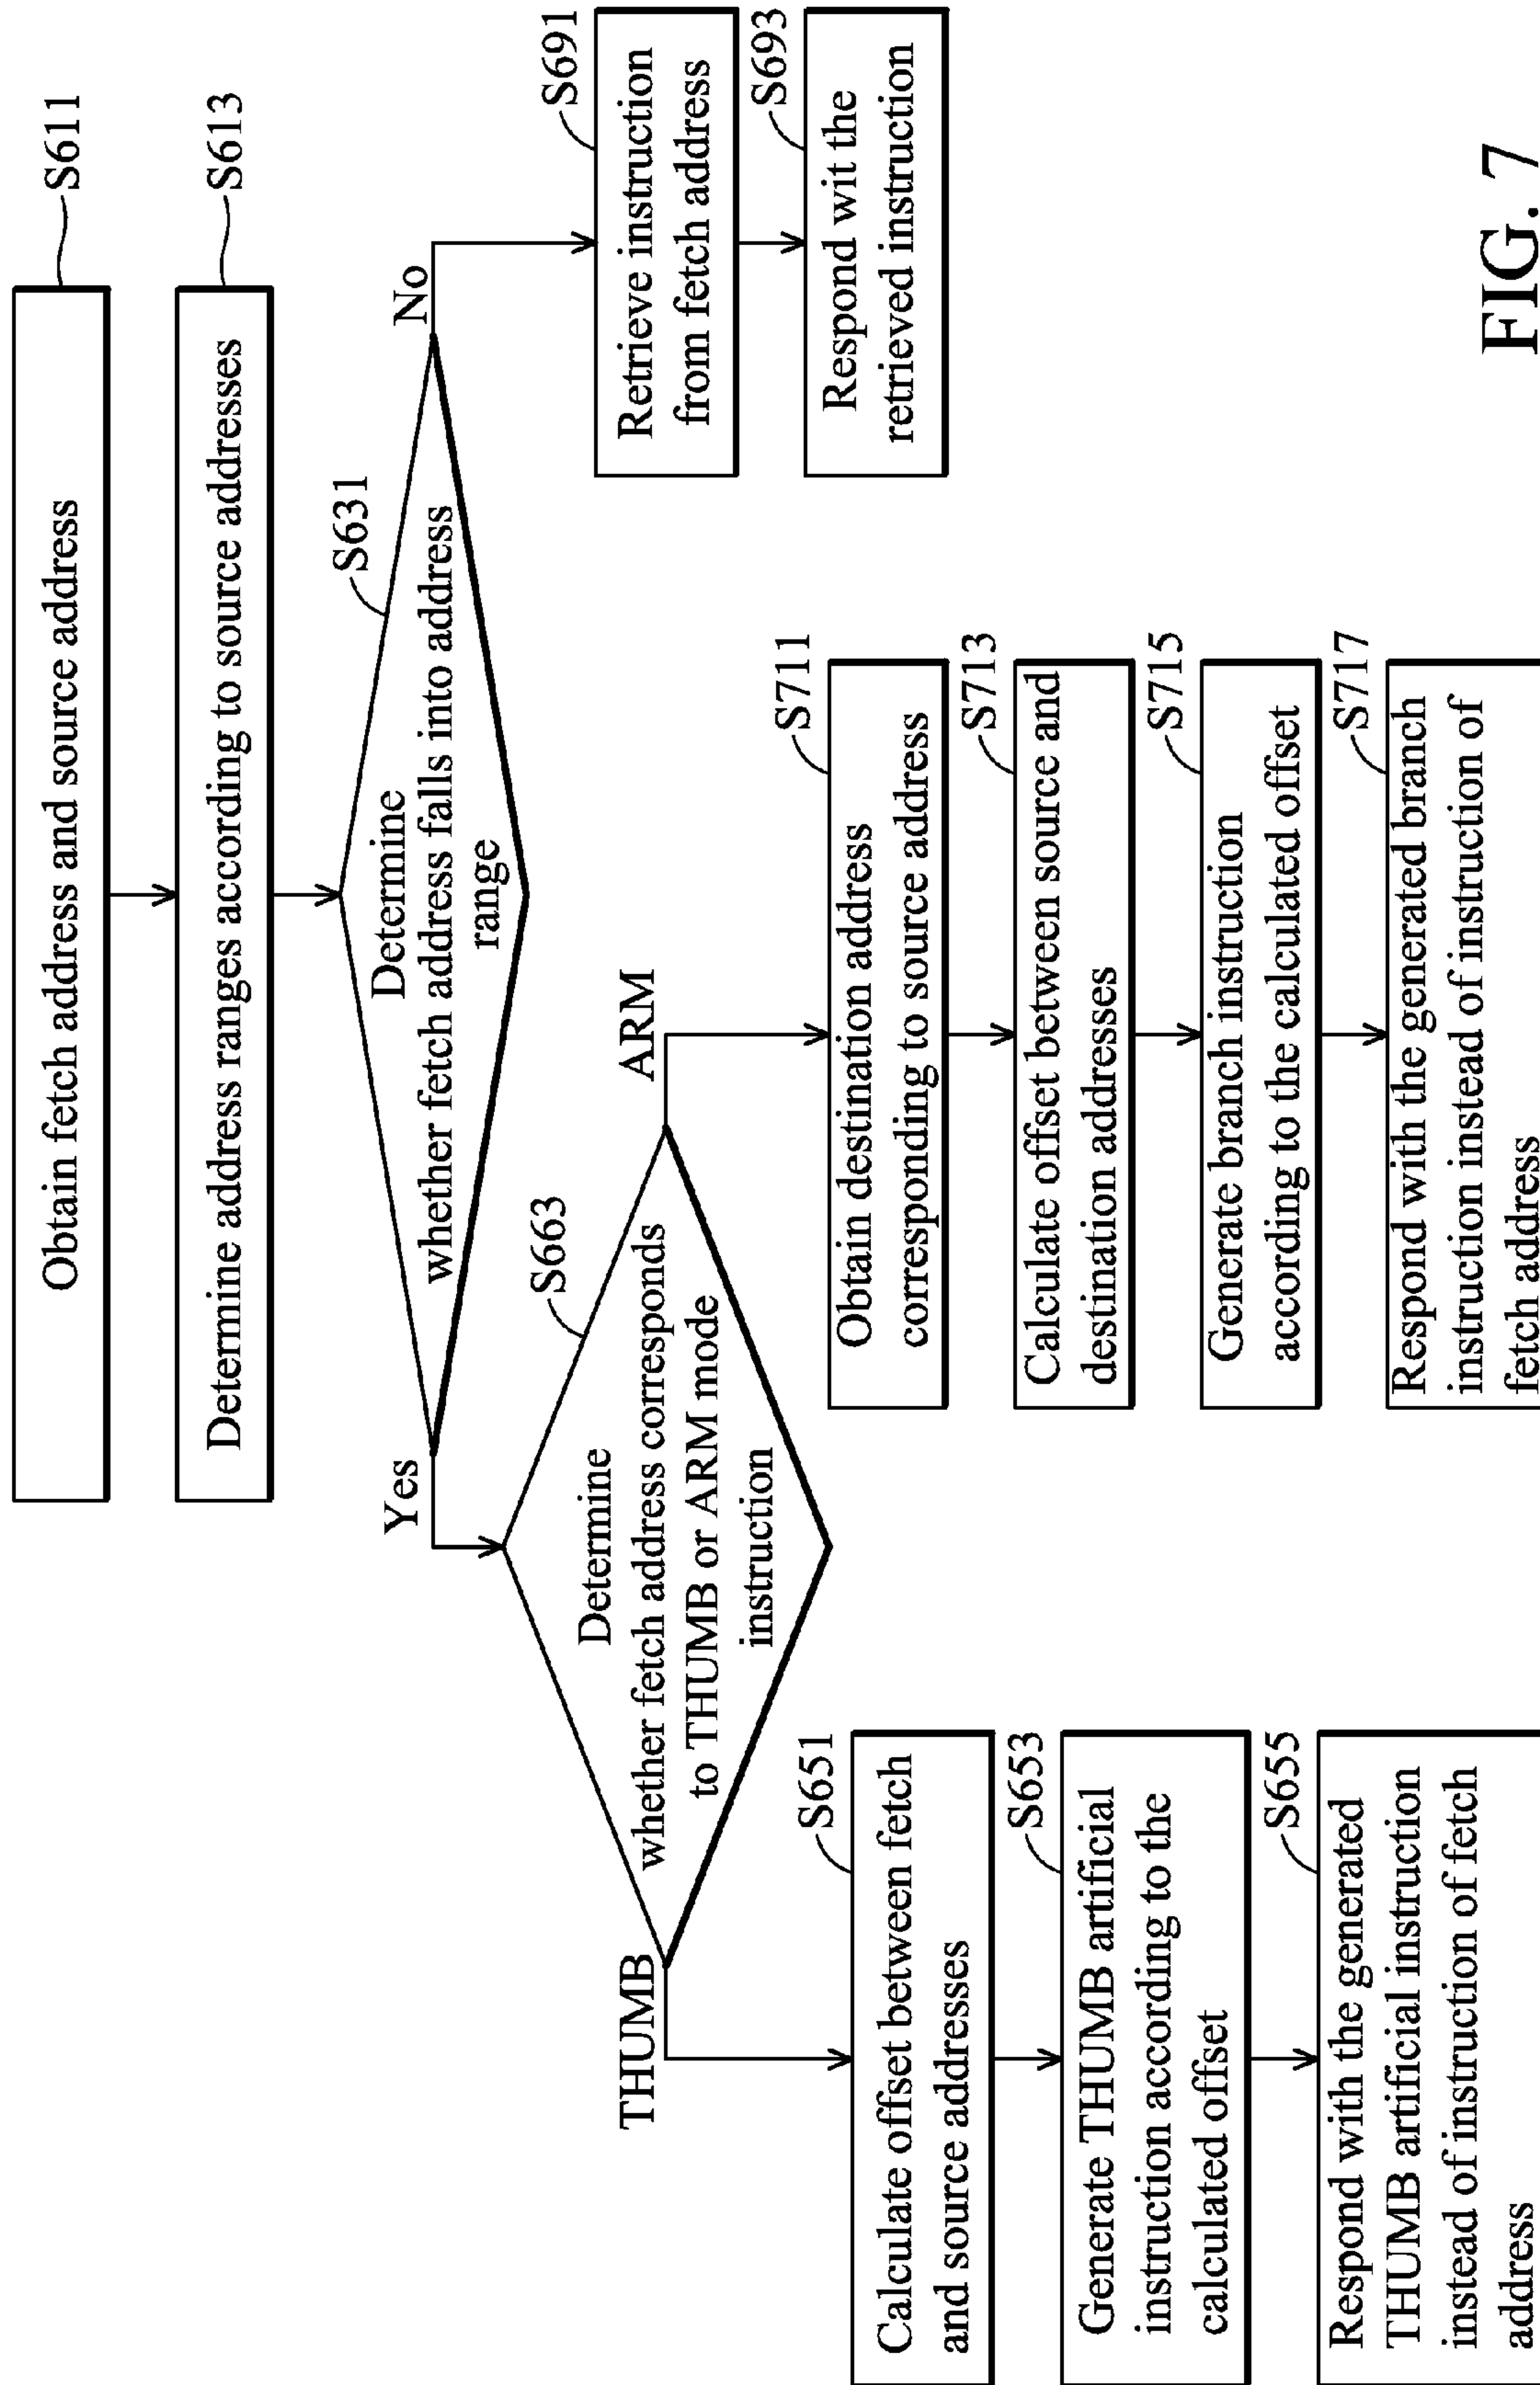 Obtain fetch address and source address
S611
Determine address ranges according to source addresses
S613
Determine
whether fetch address falls into address
range
S631
Yes
No
Determine
whether fetch address corresponds
to THUMB or ARM mode
instruction
S663
THUMB
ARM
Retrieve instruction
from fetch address
S691
Respond wit the
retrieved instruction
S693
Calculate offset between fetch
and source addresses
S651
Generate THUMB artificial
instruction according to the
calculated offset
S653
Respond with the generated
THUMB artificial instruction
instead of instruction of fetch
address
S655
Obtain destination address
corresponding to source address
S711
Calculate offset between source and
destination addresses
S713
Generate branch instruction
according to the calculated offset
S715
Respond with the generated branch
instruction instead of instruction of
fetch address
S717
FIG. 7